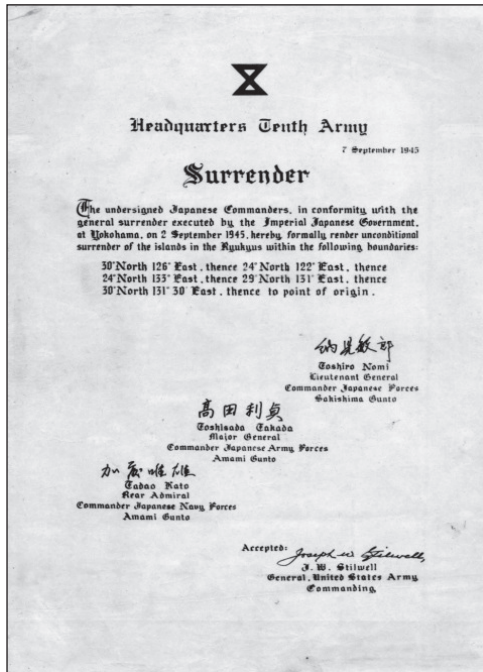 Headquarters Tenth Army
7 September 1945
Surrender
The undersigned Japanese Commanders, in conformity with the
general surrender executed by the Imperial Japanese Government,
at Yokohama, on 2 September 1945, hereby formally render unconditional
surrender of the islands in the Ryukyus within the following boundaries:
30° North 126° East, thence 24° North 122° East, thence
24° North 133° East, thence 29° North 131° East, thence
30° North 131° 30' East, thence to point of origin.
納見敏郎
Toshiro Nomi
Lieutenant General
Commander Japanese Forces
Sakishima Gunto
高田利貞
Toshisada Takada
Major General
Commander Japanese Army Forces
Amami Gunto
加藤唯雄
Tadao Kato
Rear Admiral
Commander Japanese Navy Forces
Amami Gunto
Accepted: Joseph W Stilwell
J. W. Stilwell
General, United States Army
Commanding,